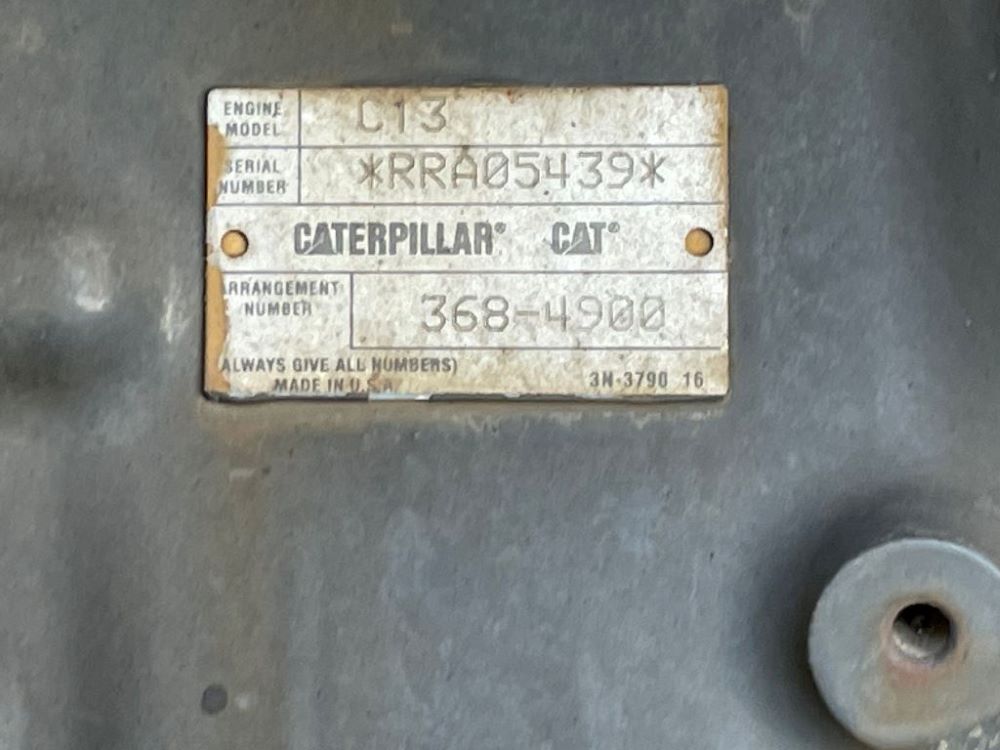 ENGINE MODEL C13
SERIAL NUMBER *RRA05439*
CATERPILLAR® CAT®
ARRANGEMENT NUMBER 368-4900
(ALWAYS GIVE ALL NUMBERS)
MADE IN U.S.A. 3N-3790 16